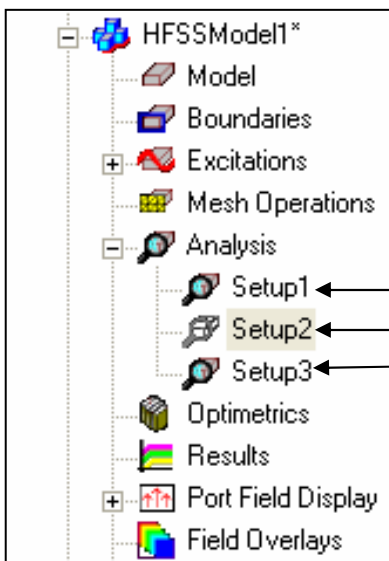 HFSSModel1*
Model
Boundaries
Excitations
Mesh Operations
Analysis
Setup1
Setup2
Setup3
Optimetrics
Results
Port Field Display
Field Overlays